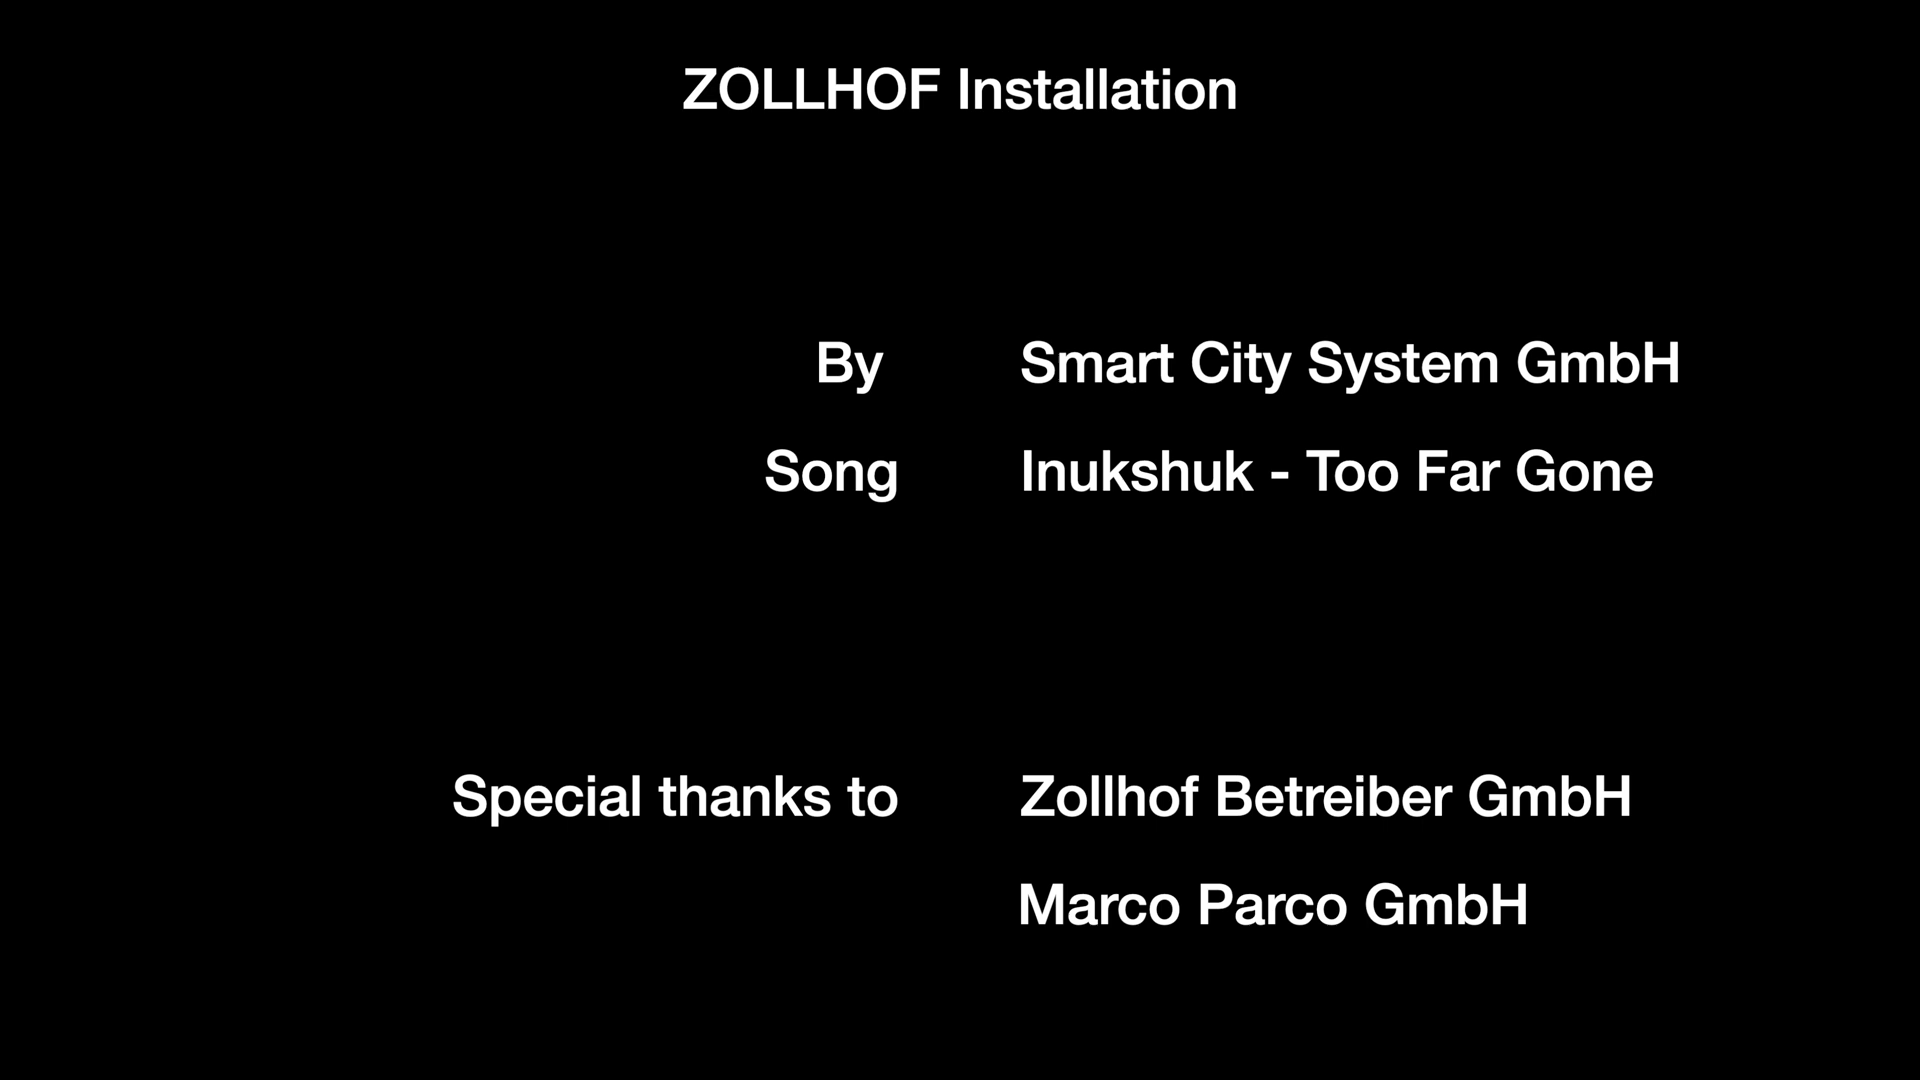 ZOLLHOF Installation
By Smart City System GmbH
Song Inukshuk - Too Far Gone
Special thanks to Zollhof Betreiber GmbH
Marco Parco GmbH